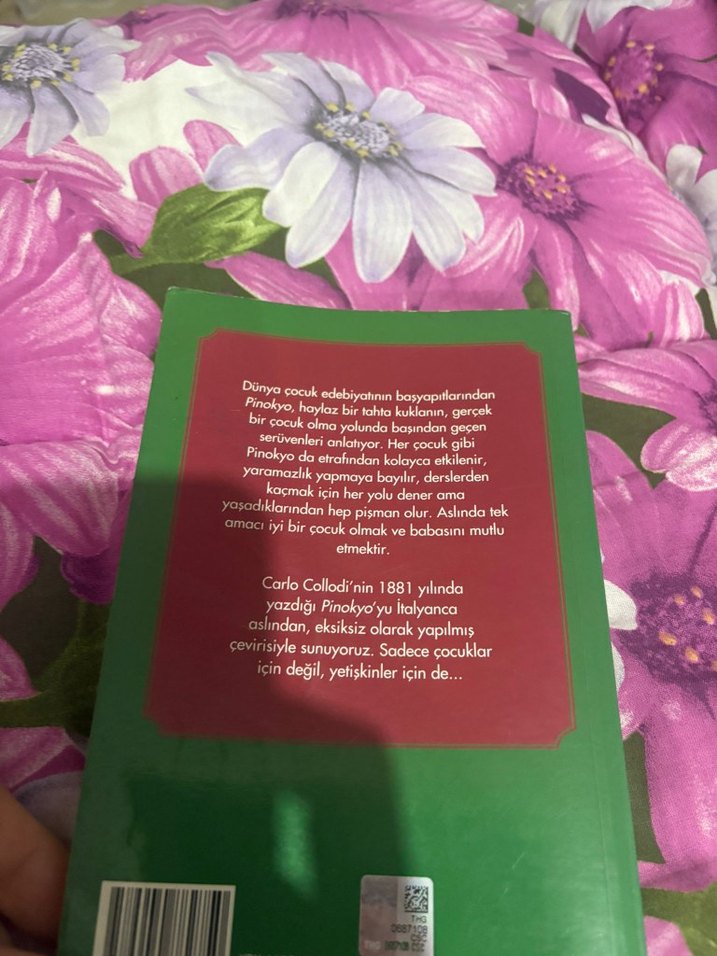 Dünya çocuk edebiyatının başyapıtlarından
Pinokyo, haylaz bir tahta kuklanın, gerçek
bir çocuk olma yolunda başından geçen
serüvenleri anlatıyor. Her çocuk gibi
Pinokyo da etrafından kolayca etkilenir,
yaramazlık yapmaya bayılır, derslerden
kaçmak için her yolu dener ama
yaşadıklarından hep pişman olur. Aslında tek
amacı iyi bir çocuk olmak ve babasını mutlu
etmektir.
Carlo Collodi'nin 1881 yılında
yazdığı Pinokyo'yu İtalyanca
aslından, eksiksiz olarak yapılmış
çevirisiyle sunuyoruz. Sadece çocuklar
için değil, yetişkinler için de...
THG